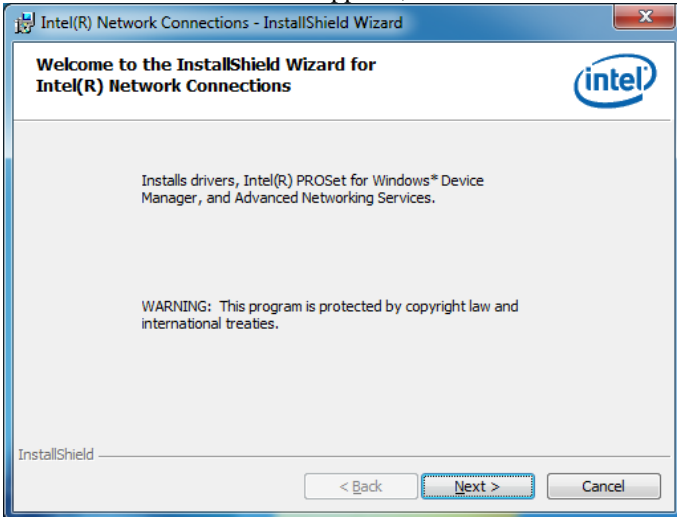 Intel(R) Network Connections - InstallShield Wizard
X
Welcome to the InstallShield Wizard for
Intel(R) Network Connections
intel
Installs drivers, Intel(R) PROSet for Windows* Device
Manager, and Advanced Networking Services.
WARNING: This program is protected by copyright law and
international treaties.
InstallShield
< Back
Next >
Cancel